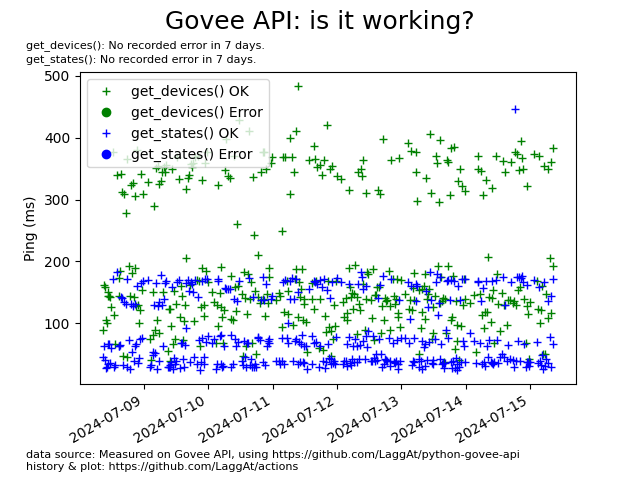 Govee API: is it working?
get_devices(): No recorded error in 7 days.
get_states(): No recorded error in 7 days.
500
400
300
200
100
Ping (ms)
get_devices() OK
get_devices() Error
get_states() OK
get_states() Error
2024-07-09
2024-07-10
2024-07-11
2024-07-12
2024-07-13
2024-07-14
2024-07-15
data source: Measured on Govee API, using https://github.com/LaggAt/python-govee-api
history & plot: https://github.com/LaggAt/actions